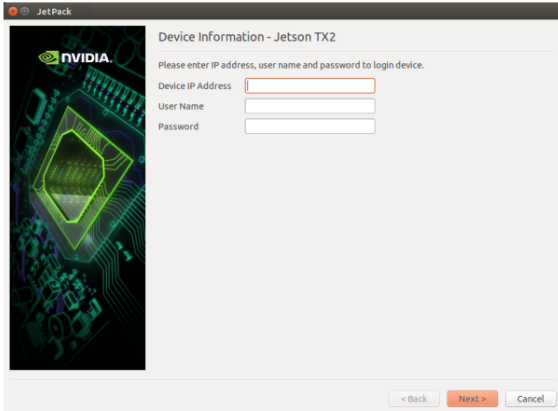 JetPack
NVIDIA.
Device Information - Jetson TX2
Please enter IP address, user name and password to login device.
Device IP Address
User Name
Password
< Back
Next >
Cancel